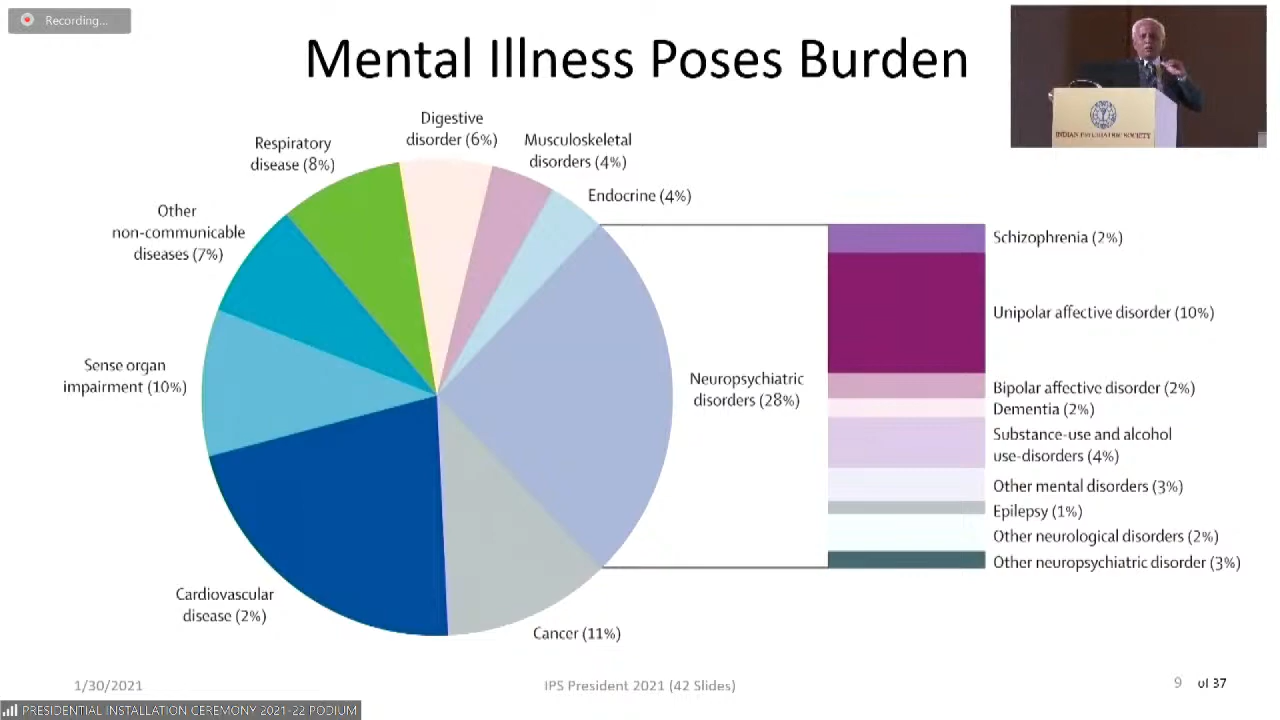 Recording...
Mental Illness Poses Burden
INDIAN PSYCHIATRIC SOCIETY
Digestive
disorder (6%)
Musculoskeletal
disorders (4%)
Respiratory
disease (8%)
Endocrine (4%)
Other
non-communicable
diseases (7%)
Sense organ
impairment (10%)
Neuropsychiatric
disorders (28%)
Cardiovascular
disease (2%)
Cancer (11%)
Schizophrenia (2%)
Unipolar affective disorder (10%)
Bipolar affective disorder (2%)
Dementia (2%)
Substance-use and alcohol
use-disorders (4%)
Other mental disorders (3%)
Epilepsy (1%)
Other neurological disorders (2%)
Other neuropsychiatric disorder (3%)
1/30/2021
IPS President 2021 (42 Slides)
9 of 37
PRESIDENTIAL INSTALLATION CEREMONY 2021-22 PODIUM